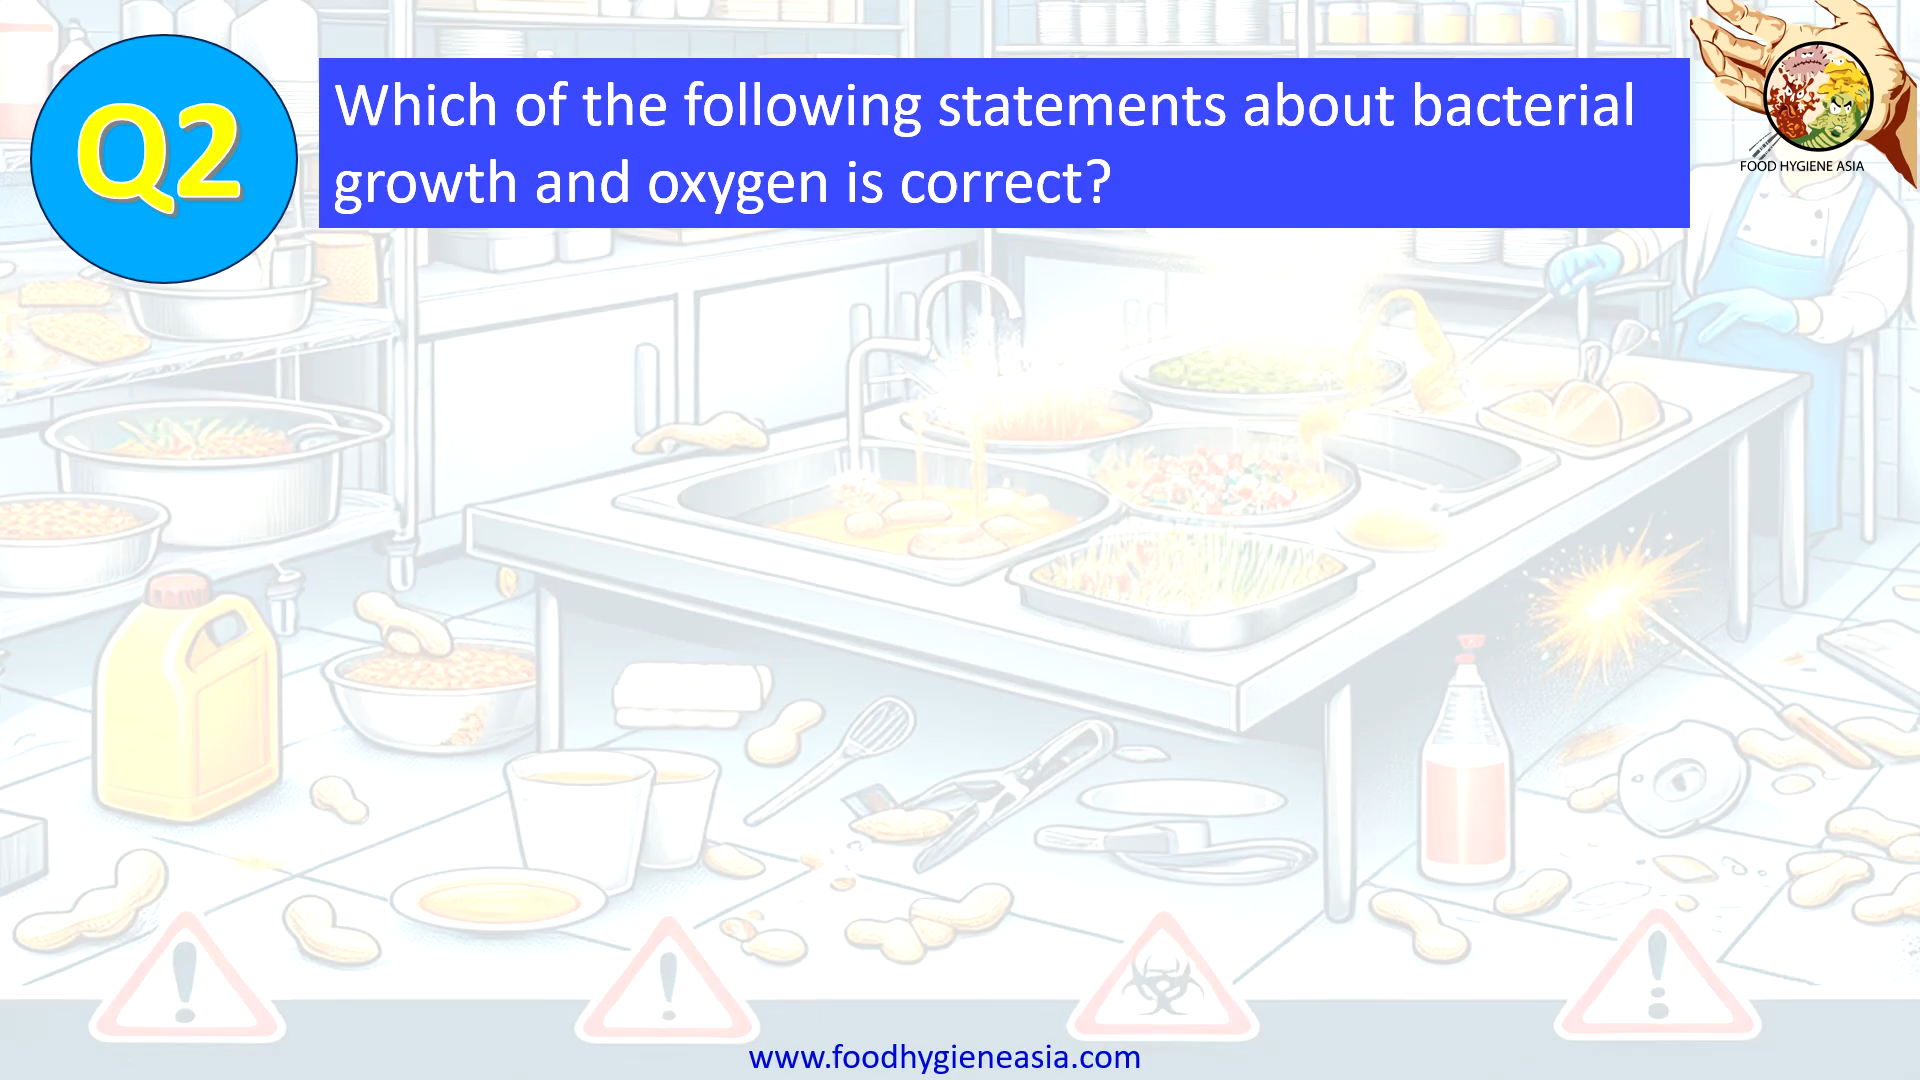 Q2
Which of the following statements about bacterial
growth and oxygen is correct?
FOOD HYGIENE ASIA
www.foodhygieneasia.com